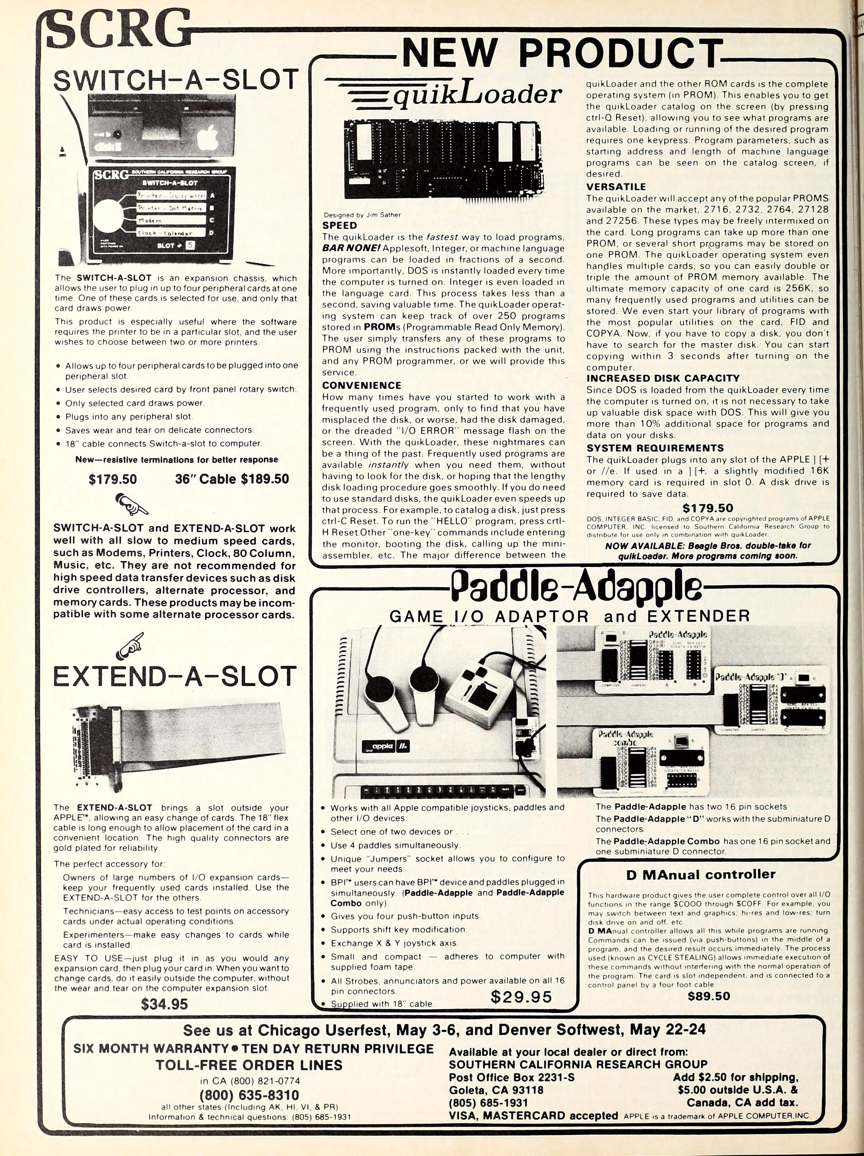 SCRG
SWITCH-A-SLOT
SCRG SOUTHERN CALIFORNIA RESEARCH GROUP
SWITCH-A-SLOT
Printer - Daisy Wheel A
Printer - Dot Matrix B
Modem C
Clock - Calendar D
SLOT # 5
The SWITCH-A-SLOT is an expansion chassis, which
allows the user to plug in up to four peripheral cards at one
time. One of these cards is selected for use, and only that
card draws power.
This product is especially useful where the software
requires the printer to be in a particular slot, and the user
wishes to choose between two or more printers.
• Allows up to four peripheral cards to be plugged into one
peripheral slot.
• User selects desired card by front panel rotary switch.
• Only selected card draws power.
• Plugs into any peripheral slot.
• Saves wear and tear on delicate connectors.
• 18" cable connects Switch-a-slot to computer.
New—resistive terminations for better response
$179.50 36" Cable $189.50
SWITCH-A-SLOT and EXTEND-A-SLOT work
well with all slow to medium speed cards,
such as Modems, Printers, Clock, 80 Column,
Music, etc. They are not recommended for
high speed data transfer devices such as disk
drive controllers, alternate processor, and
memory cards. These products may be incom-
patible with some alternate processor cards.
EXTEND-A-SLOT
The EXTEND-A-SLOT brings a slot outside your
APPLE™, allowing an easy change of cards. The 18" flex
cable is long enough to allow placement of the card in a
convenient location. The high quality connectors are
gold plated for reliability.
The perfect accessory for:
Owners of large numbers of I/O expansion cards—
keep your frequently used cards installed. Use the
EXTEND-A-SLOT for the others.
Technicians—easy access to test points on accessory
cards under actual operating conditions.
Experimenters—make easy changes to cards while
card is installed.
EASY TO USE—just plug it in as you would any
expansion card, then plug your card in. When you want to
change cards, do it easily outside the computer, without
the wear and tear on the computer expansion slot.
$34.95
NEW PRODUCT
quikLoader
Designed by Jim Sather
SPEED
The quikLoader is the fastest way to load programs,
BAR NONE! Applesoft, Integer, or machine language
programs can be loaded in fractions of a second.
More importantly, DOS is instantly loaded every time
the computer is turned on. Integer is even loaded in
the language card. This process takes less than a
second, saving valuable time. The quikLoader operat-
ing system can keep track of over 250 programs
stored in PROMs (Programmable Read Only Memory).
The user simply transfers any of these programs to
PROM using the instructions packed with the unit,
and any PROM programmer, or we will provide this
service.
CONVENIENCE
How many times have you started to work with a
frequently used program, only to find that you have
misplaced the disk, or worse, had the disk damaged,
or the dreaded "I/O ERROR" message flash on the
screen. With the quikLoader, these nightmares can
be a thing of the past. Frequently used programs are
available instantly when you need them, without
having to look for the disk, or hoping that the lengthy
disk loading procedure goes smoothly. If you do need
to use standard disks, the quikLoader even speeds up
that process. For example, to catalog a disk, just press
ctrl-C Reset. To run the "HELLO" program, press crtl-
H Reset Other "one-key" commands include entering
the monitor, booting the disk, calling up the mini-
assembler, etc. The major difference between the
quikLoader and the other ROM cards is the complete
operating system (in PROM). This enables you to get
the quikLoader catalog on the screen (by pressing
ctrl-Q Reset), allowing you to see what programs are
available. Loading or running of the desired program
requires one keypress. Program parameters, such as
starting address and length of machine language
programs can be seen on the catalog screen, if
desired.
VERSATILE
The quikLoader will accept any of the popular PROMS
available on the market, 2716, 2732, 2764, 27128
and 27256. These types may be freely intermixed on
the card. Long programs can take up more than one
PROM, or several short programs may be stored on
one PROM. The quikLoader operating system even
handles multiple cards, so you can easily double or
triple the amount of PROM memory available. The
ultimate memory capacity of one card is 256K, so
many frequently used programs and utilities can be
stored. We even start your library of programs with
the most popular utilities on the card, FID and
COPYA. Now, if you have to copy a disk, you don't
have to search for the master disk. You can start
copying within 3 seconds after turning on the
computer.
INCREASED DISK CAPACITY
Since DOS is loaded from the quikLoader every time
the computer is turned on, it is not necessary to take
up valuable disk space with DOS. This will give you
more than 10% additional space for programs and
data on your disks.
SYSTEM REQUIREMENTS
The quikLoader plugs into any slot of the APPLE ] [+
or //e. If used in a ] [+, a slightly modified 16K
memory card is required in slot 0. A disk drive is
required to save data.
$179.50
DOS, INTEGER BASIC, FID, and COPYA are copyrighted programs of APPLE
COMPUTER, INC. licensed to Southern California Research Group to
distribute for use only in combination with quikLoader.
NOW AVAILABLE: Beagle Bros. double-take for
quikLoader. More programs coming soon.
Paddle-Adapple
GAME I/O ADAPTOR and EXTENDER
apple //e
Paddle-Adapple
Paddle-Adapple "D"
Paddle-Adapple
combo
• Works with all Apple compatible joysticks, paddles and
other I/O devices.
• Select one of two devices or . . .
• Use 4 paddles simultaneously.
• Unique "Jumpers" socket allows you to configure to
meet your needs.
• BPI™ users can have BPI™ device and paddles plugged in
simultaneously. (Paddle-Adapple and Paddle-Adapple
Combo only)
• Gives you four push-button inputs.
• Supports shift key modification.
• Exchange X & Y joystick axis.
• Small and compact — adheres to computer with
supplied foam tape.
• All Strobes, annunciators and power available on all 16
pin connectors.
• Supplied with 18" cable.
$29.95
The Paddle-Adapple has two 16 pin sockets
The Paddle-Adapple "D" works with the subminiature D
connectors.
The Paddle-Adapple Combo has one 16 pin socket and
one subminiature D connector.
D MAnual controller
This hardware product gives the user complete control over all I/O
functions in the range $COOO through $COFF. For example, you
may switch between text and graphics; hi-res and low-res; turn
disk drive on and off, etc.
D MAnual controller allows all this while programs are running.
Commands can be issued (via push-buttons) in the middle of a
program, and the desired result occurs immediately. The process
used (known as CYCLE STEALING) allows immediate execution of
these commands without interfering with the normal operation of
the program. The card is slot independent, and is connected to a
control panel by a four foot cable.
$89.50
See us at Chicago Userfest, May 3-6, and Denver Softwest, May 22-24
SIX MONTH WARRANTY • TEN DAY RETURN PRIVILEGE
TOLL-FREE ORDER LINES
in CA (800) 821-0774
(800) 635-8310
all other states (Including AK, HI, VI, & PR)
Information & technical questions: (805) 685-1931
Available at your local dealer or direct from:
SOUTHERN CALIFORNIA RESEARCH GROUP
Post Office Box 2231-S
Goleta, CA 93118
(805) 685-1931
Add $2.50 for shipping,
$5.00 outside U.S.A. &
Canada, CA add tax.
VISA, MASTERCARD accepted APPLE is a trademark of APPLE COMPUTER, INC.